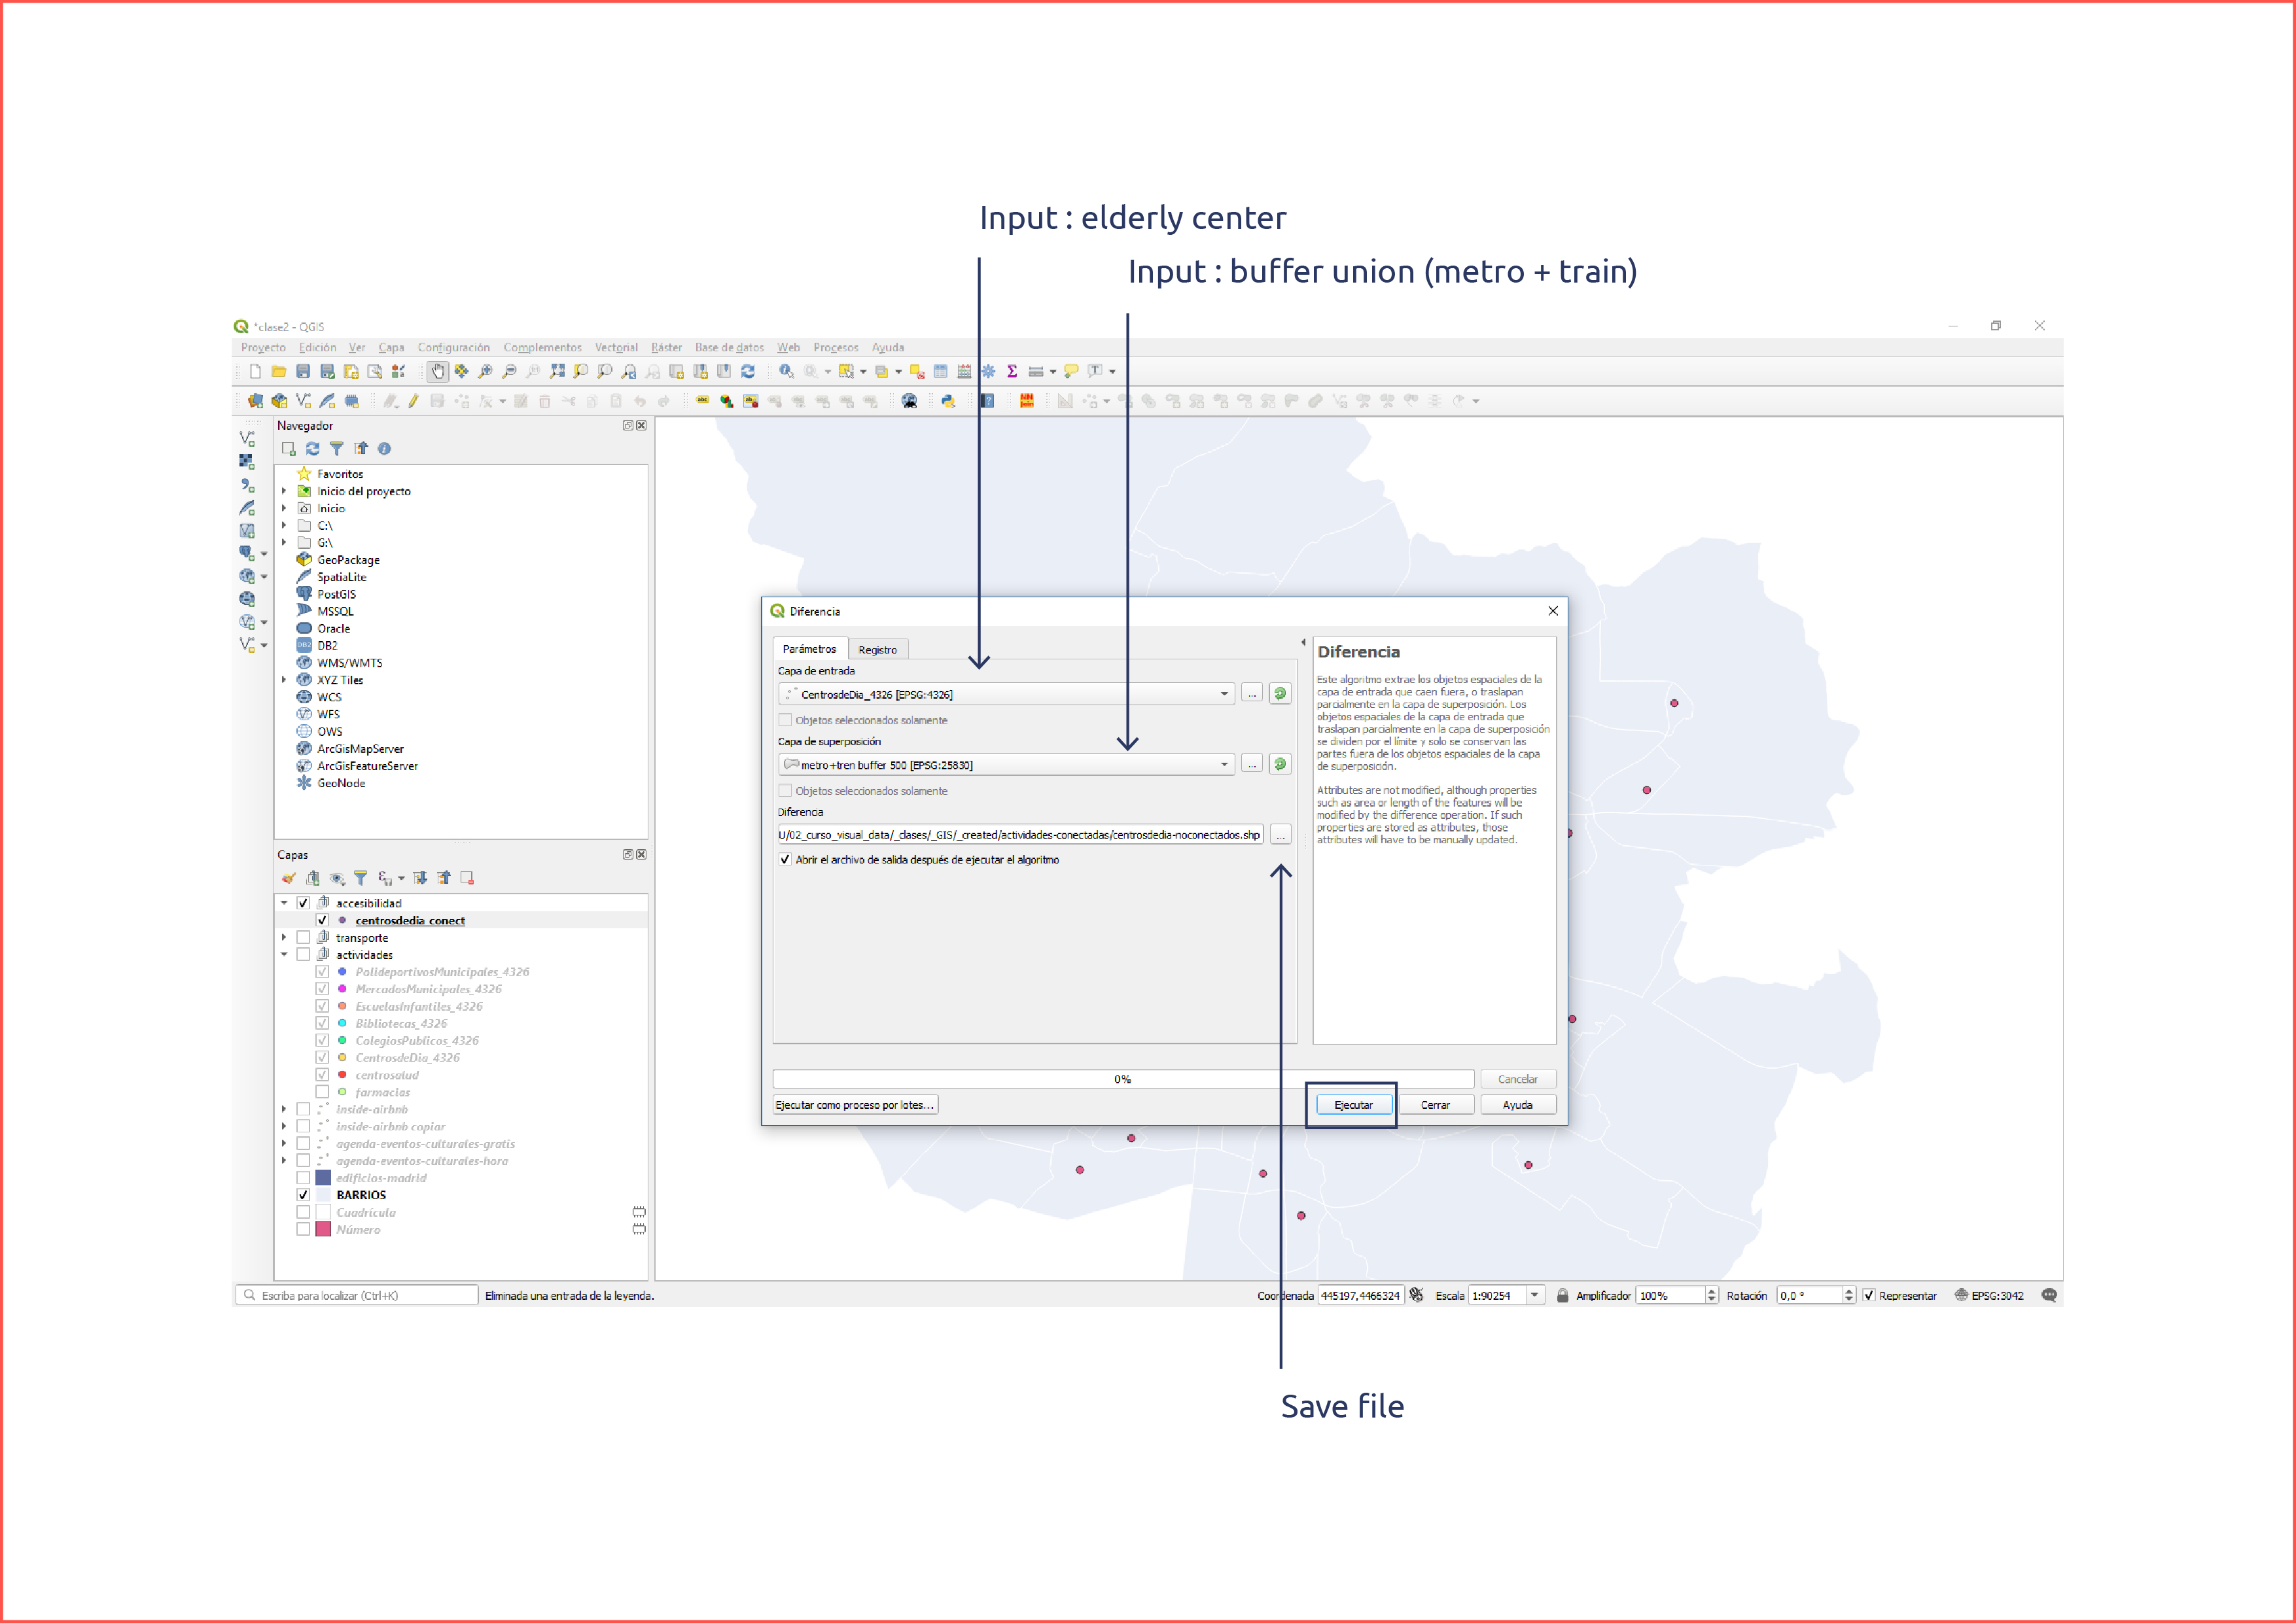 Input : elderly center
Input : buffer union (metro + train)
*clase2 - QGIS
Proyecto Edición Ver Capa Configuración Complementos Vectorial Ráster Base de datos Web Procesos Ayuda
Navegador
Favoritos
Inicio del proyecto
Inicio
C:\
G:\
GeoPackage
SpatiaLite
PostGIS
MSSQL
Oracle
DB2
WMS/WMTS
XYZ Tiles
WCS
WFS
OWS
ArcGisMapServer
ArcGisFeatureServer
GeoNode
Capas
accesibilidad
centrosdedia conect
transporte
actividades
PolideportivosMunicipales_4326
MercadosMunicipales_4326
EscuelasInfantiles_4326
Bibliotecas_4326
ColegiosPublicos_4326
CentrosdeDia_4326
centrosalud
farmacias
inside-airbnb
inside-airbnb copiar
agenda-eventos-culturales-gratis
agenda-eventos-culturales-hora
edificios-madrid
BARRIOS
Cuadrícula
Número
Diferencia
Parámetros Registro
Capa de entrada
CentrosdeDia_4326 [EPSG:4326]
...
Objetos seleccionados solamente
Capa de superposición
metro+tren buffer 500 [EPSG:25830]
...
Objetos seleccionados solamente
Diferencia
U/02_curso_visual_data/_clases/_GIS/_created/actividades-conectadas/centrosdedia-noconectados.shp
...
Abrir el archivo de salida después de ejecutar el algoritmo
Diferencia
Este algoritmo extrae los objetos espaciales de la
capa de entrada que caen fuera, o traslapan
parcialmente en la capa de superposición. Los
objetos espaciales de la capa de entrada que
traslapan parcialmente en la capa de superposición
se dividen por el límite y solo se conservan las
partes fuera de los objetos espaciales de la capa
de superposición.
Attributes are not modified, although properties
such as area or length of the features will be
modified by the difference operation. If such
properties are stored as attributes, those
attributes will have to be manually updated.
0%
Cancelar
Ejecutar como proceso por lotes...
Ejecutar
Cerrar
Ayuda
Escriba para localizar (Ctrl+K)
Eliminada una entrada de la leyenda.
Coordenada 445197,4466324 Escala 1:90254 Amplificador 100% Rotación 0,0 ° Representar EPSG:3042
Save file